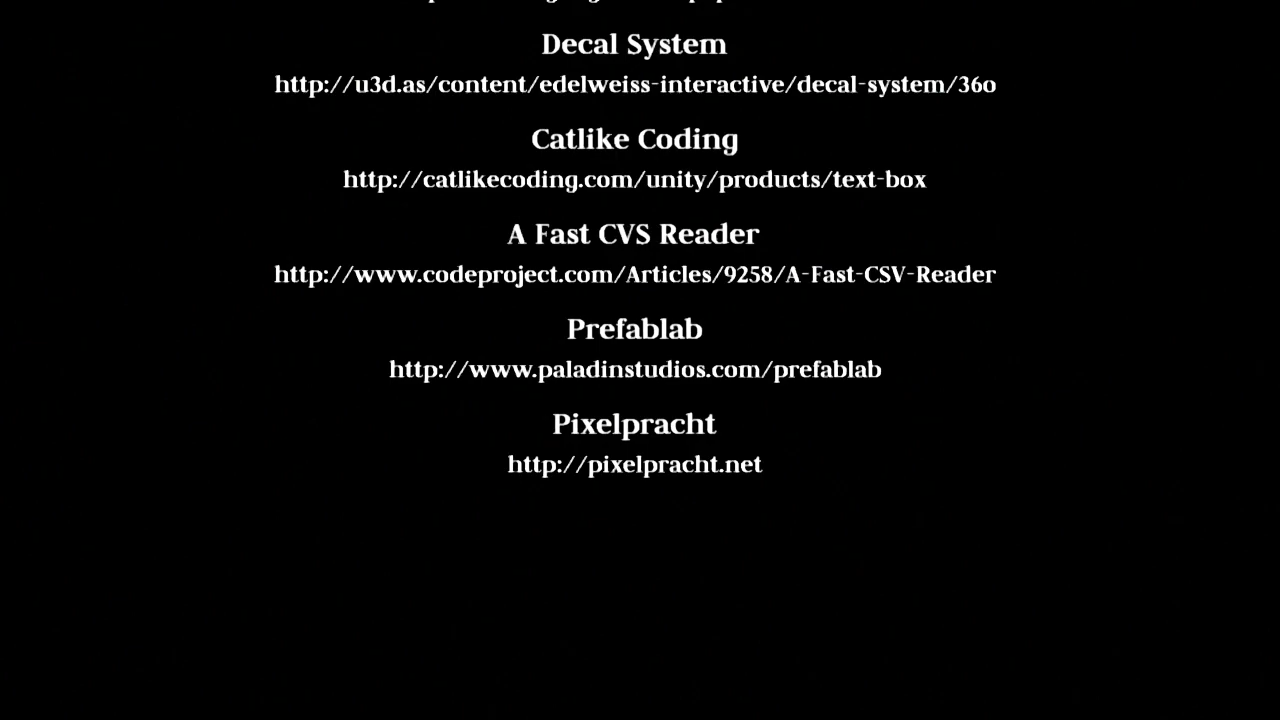 Decal System
http://u3d.as/content/edelweiss-interactive/decal-system/36o
Catlike Coding
http://catlikecoding.com/unity/products/text-box
A Fast CVS Reader
http://www.codeproject.com/Articles/9258/A-Fast-CSV-Reader
Prefablab
http://www.paladinstudios.com/prefablab
Pixelpracht
http://pixelpracht.net